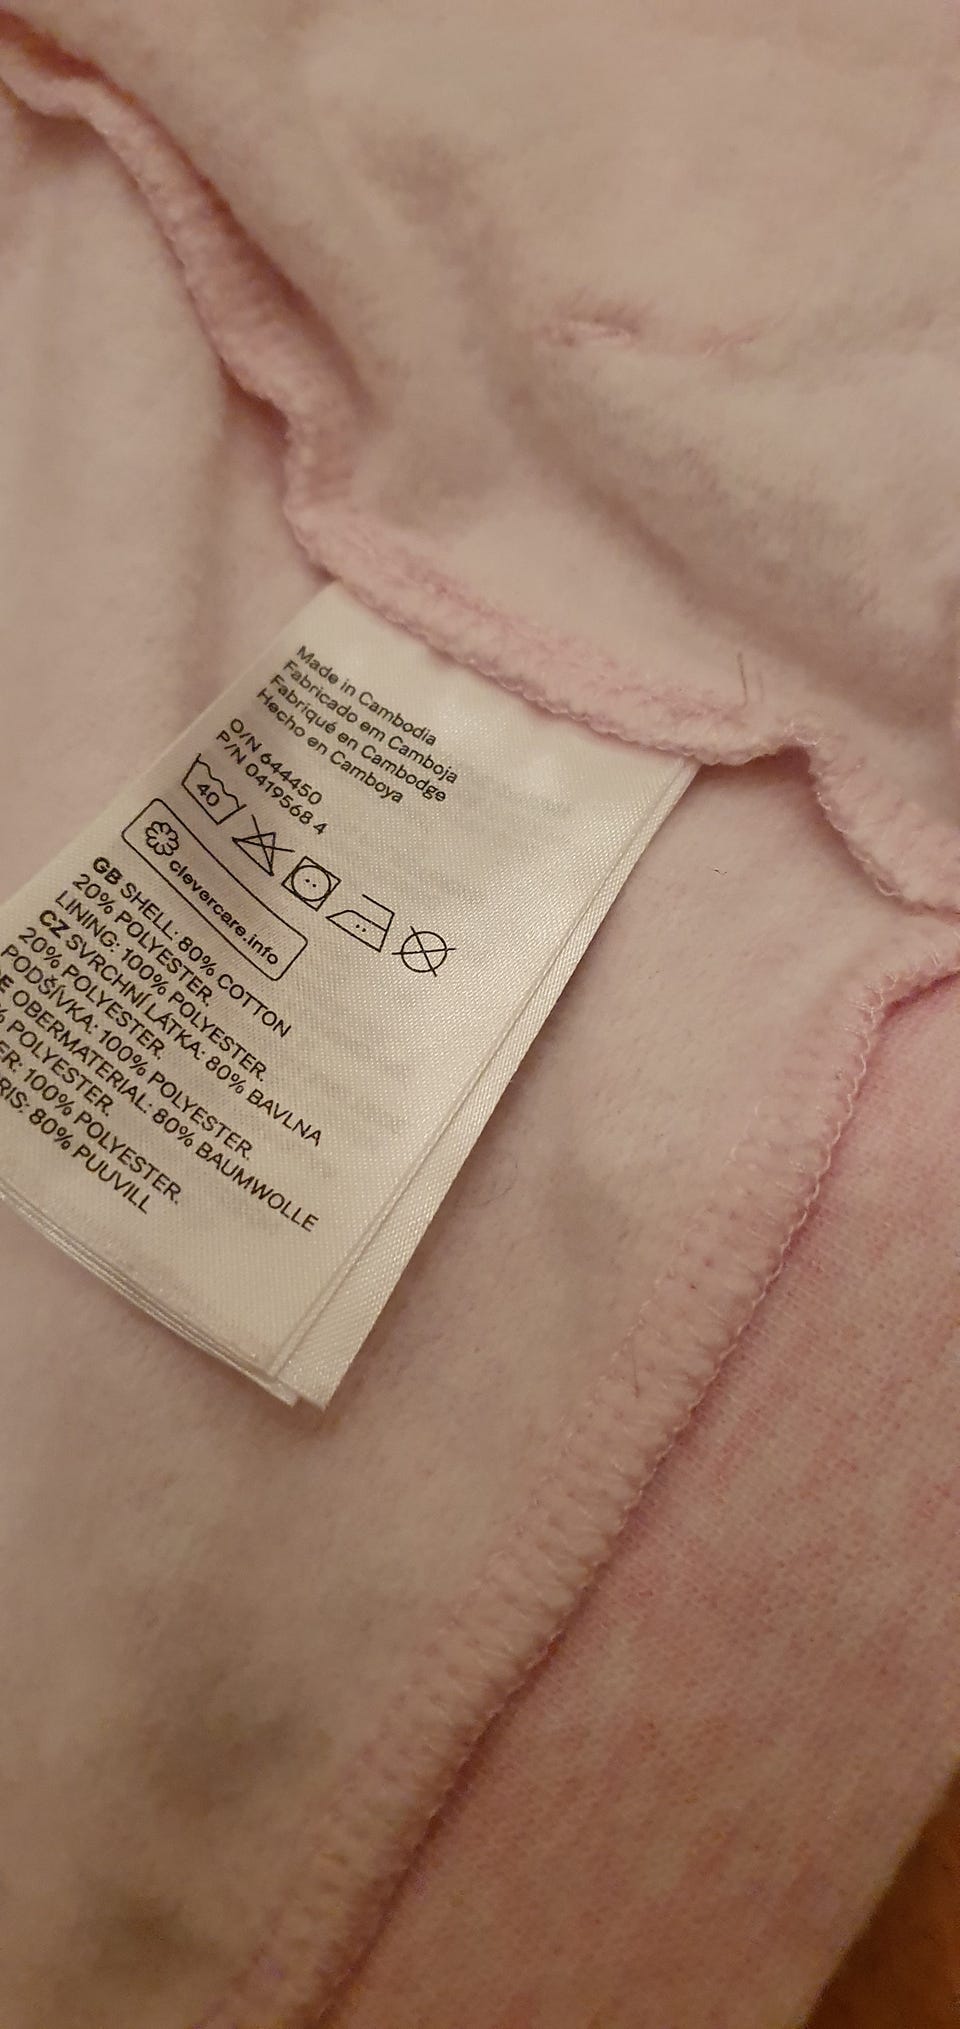 Made in Cambodia
Fabricado em Camboja
Fabriqué en Cambodge
Hecho en Camboya
O/N 644450
P/N 0419568 4
40
clevercare.info
GB SHELL: 80% COTTON
20% POLYESTER.
LINING: 100% POLYESTER.
CZ SVRCHNÍ LÁTKA: 80% BAVLNA
20% POLYESTER.
PODŠÍVKA: 100% POLYESTER.
OBERMATERIAL: 80% BAUMWOLLE
% POLYESTER.
100% POLYESTER.
80% PUUVILL